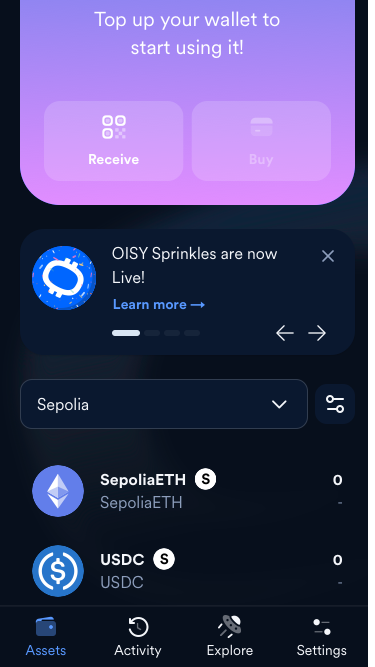 Top up your wallet to
start using it!
Receive
Buy
OISY Sprinkles are now
Live!
Learn more →
Sepolia
SepoliaETH S
0
SepoliaETH
-
USDC S
0
USDC
-
Assets
Activity
Explore
Settings